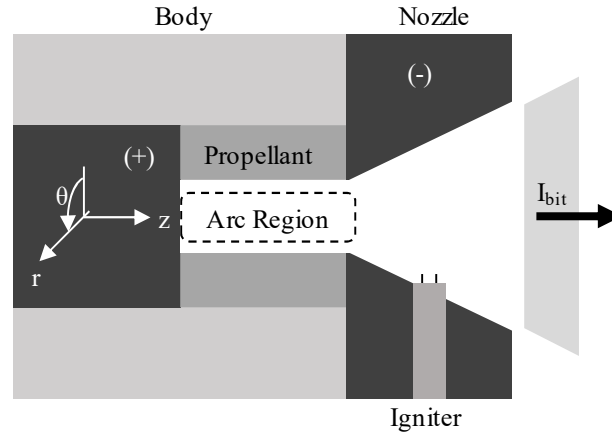 Body
Nozzle
(-)
(+)
Propellant
θ
Arc Region
z
r
I_bit
Igniter